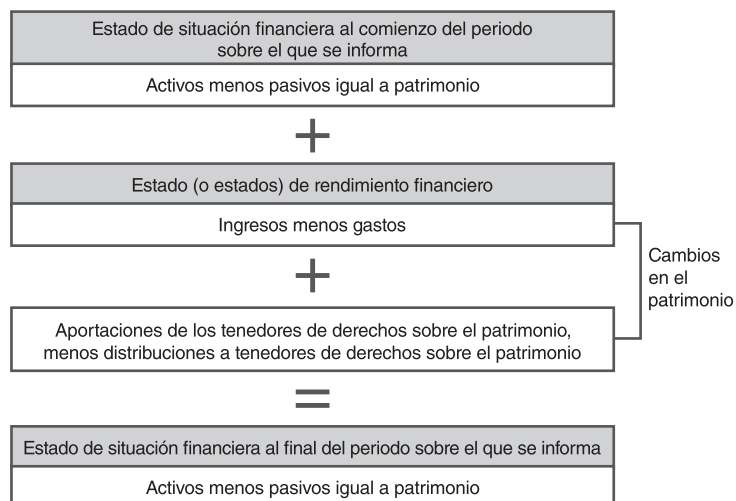 Estado de situación financiera al comienzo del periodo
sobre el que se informa
Activos menos pasivos igual a patrimonio
+
Estado (o estados) de rendimiento financiero
Ingresos menos gastos
+
Cambios
en el
patrimonio
Aportaciones de los tenedores de derechos sobre el patrimonio,
menos distribuciones a tenedores de derechos sobre el patrimonio
=
Estado de situación financiera al final del periodo sobre el que se informa
Activos menos pasivos igual a patrimonio